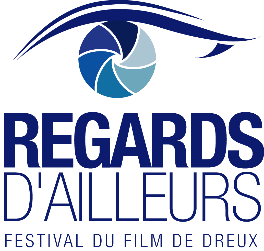 REGARDS
D'AILLEURS
FESTIVAL DU FILM DE DREUX